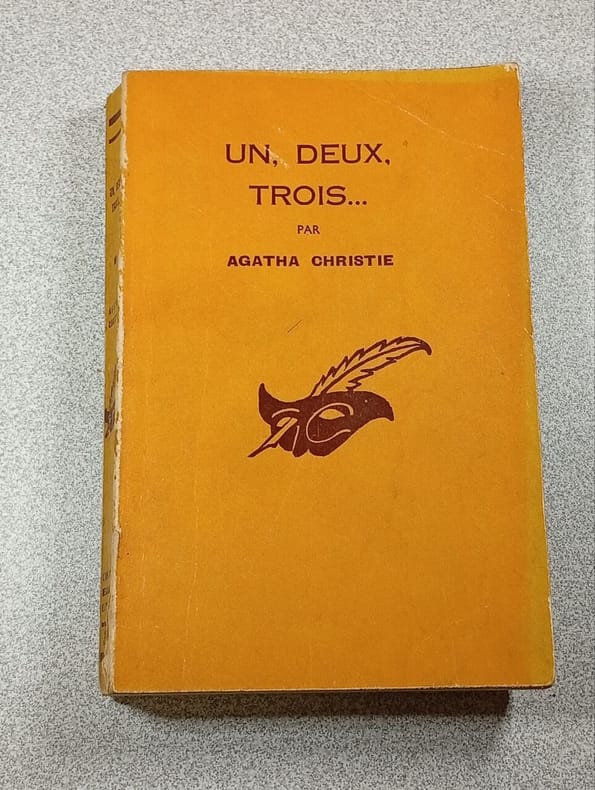 UN, DEUX,
TROIS...
PAR
AGATHA CHRISTIE